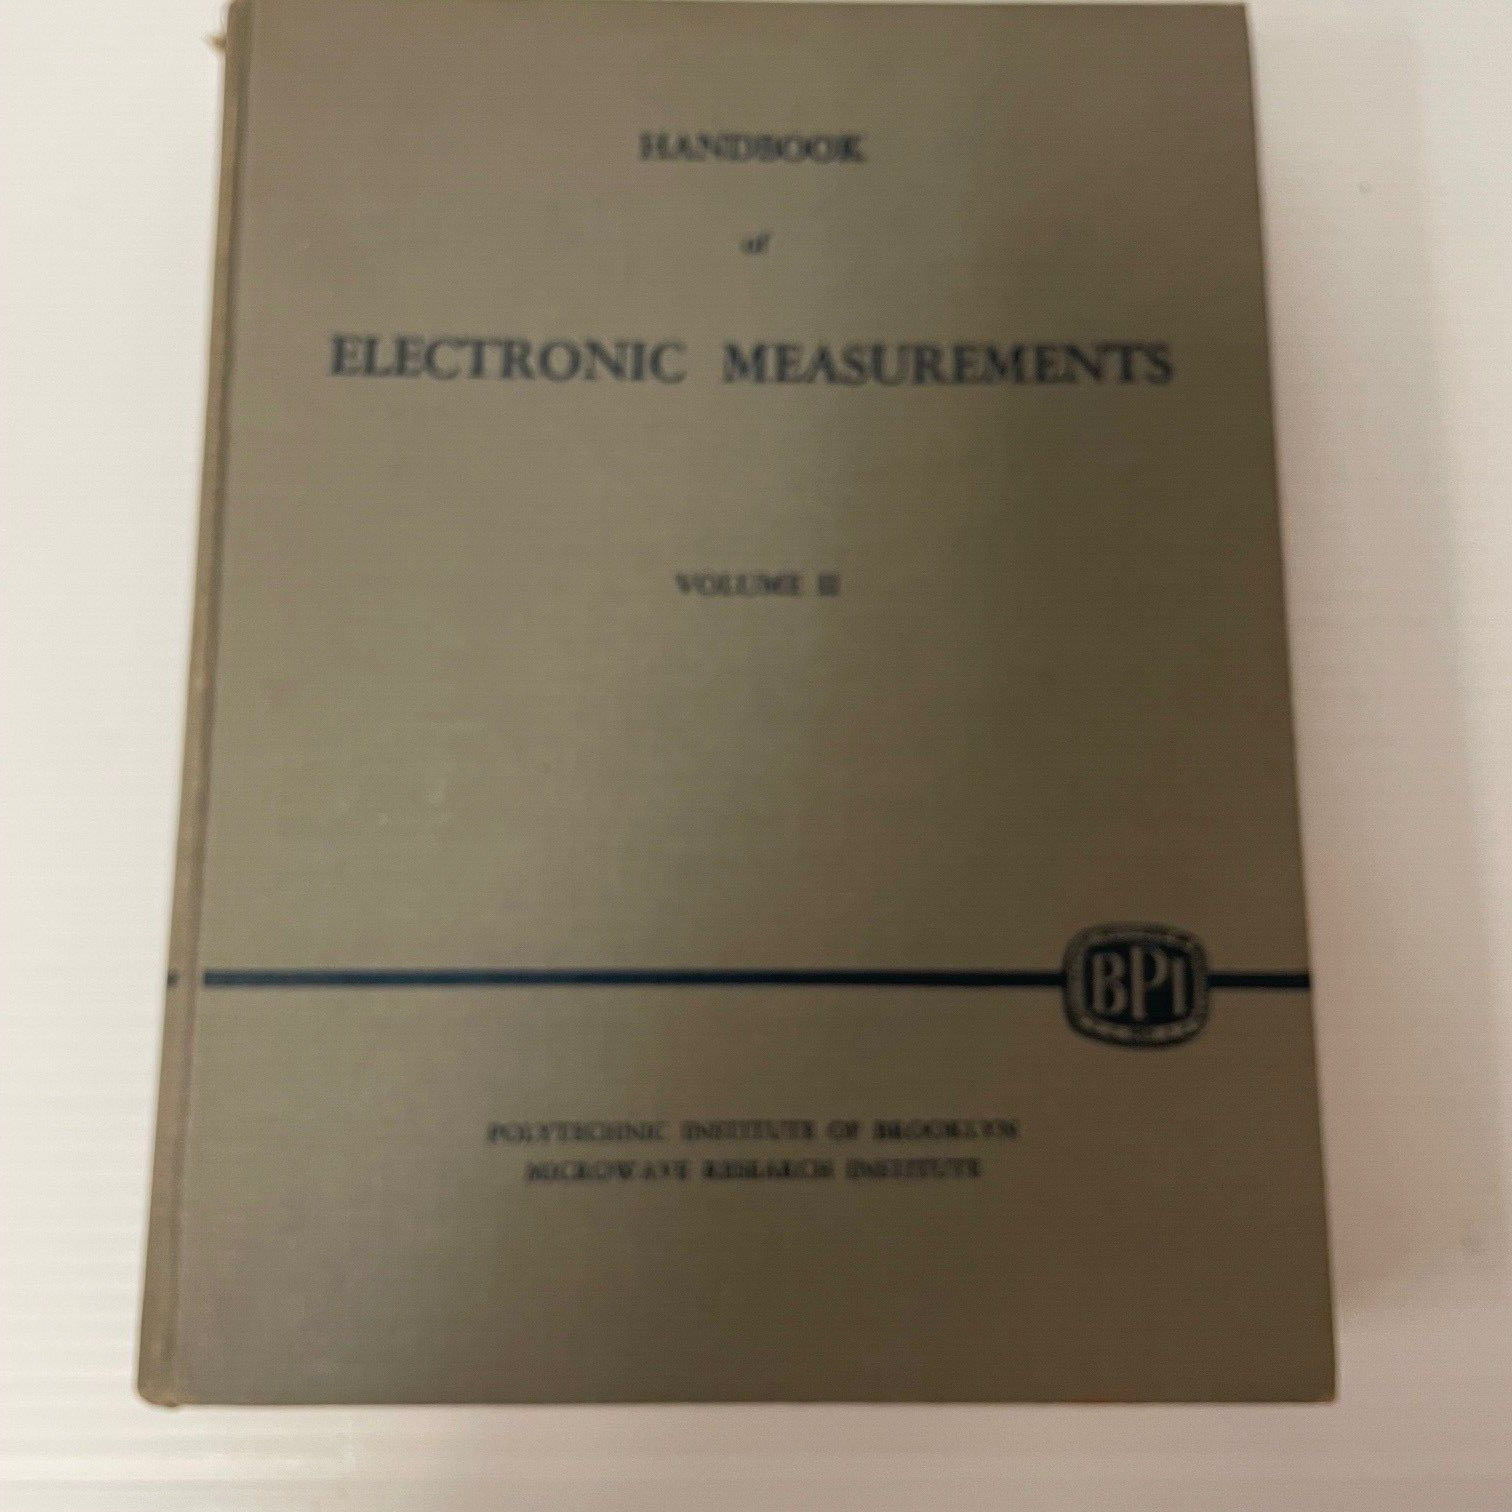 HANDBOOK
of
ELECTRONIC MEASUREMENTS
VOLUME II
BPI
POLYTECHNIC INSTITUTE OF BROOKLYN
MICROWAVE RESEARCH INSTITUTE